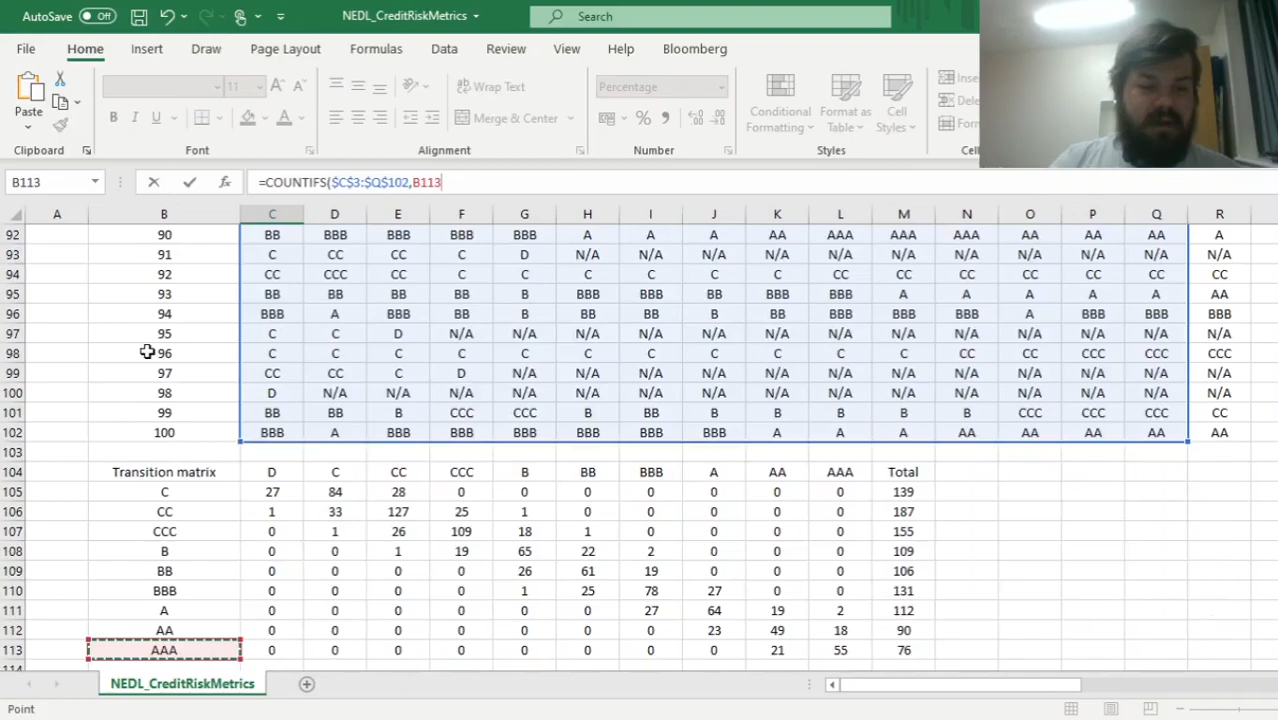 AutoSave Off NEDL_CreditRiskMetrics Search
File Home Insert Draw Page Layout Formulas Data Review View Help Bloomberg
Paste 11 A A Wrap Text Percentage Conditional Formatting Format as Table Cell Styles
B I U A Merge & Center % ,
Clipboard Font Alignment Number Styles
B113 fx =COUNTIFS($C$3:$Q$102,B113
A B C D E F G H I J K L M N O P Q R
92 90 BB BBB BBB BBB BBB A A A AA AAA AAA AAA AA AA AA A
93 91 C CC CC C D N/A N/A N/A N/A N/A N/A N/A N/A N/A N/A N/A
94 92 CC CCC CC C C C C C C CC CC CC CC CC CC CC
95 93 BB BB BB BB B BBB BBB BB BBB BBB A A A A A AA
96 94 BBB A BBB BB B BB BB B BB BBB BBB BBB A BBB BBB BBB
97 95 C C D N/A N/A N/A N/A N/A N/A N/A N/A N/A N/A N/A N/A N/A
98 96 C C C C C C C C C C C CC CC CCC CCC CCC
99 97 CC CC C D N/A N/A N/A N/A N/A N/A N/A N/A N/A N/A N/A N/A
100 98 D N/A N/A N/A N/A N/A N/A N/A N/A N/A N/A N/A N/A N/A N/A N/A
101 99 BB BB B CCC CCC B BB B B B B B CCC CCC CCC CC
102 100 BBB A BBB BBB BBB BBB BBB BBB A A A AA AA AA AA AA
103
104 Transition matrix D C CC CCC B BB BBB A AA AAA Total
105 C 27 84 28 0 0 0 0 0 0 0 139
106 CC 1 33 127 25 1 0 0 0 0 0 187
107 CCC 0 1 26 109 18 1 0 0 0 0 155
108 B 0 0 1 19 65 22 2 0 0 0 109
109 BB 0 0 0 0 26 61 19 0 0 0 106
110 BBB 0 0 0 0 1 25 78 27 0 0 131
111 A 0 0 0 0 0 0 27 64 19 2 112
112 AA 0 0 0 0 0 0 0 23 49 18 90
113 AAA 0 0 0 0 0 0 0 0 21 55 76
NEDL_CreditRiskMetrics
Point